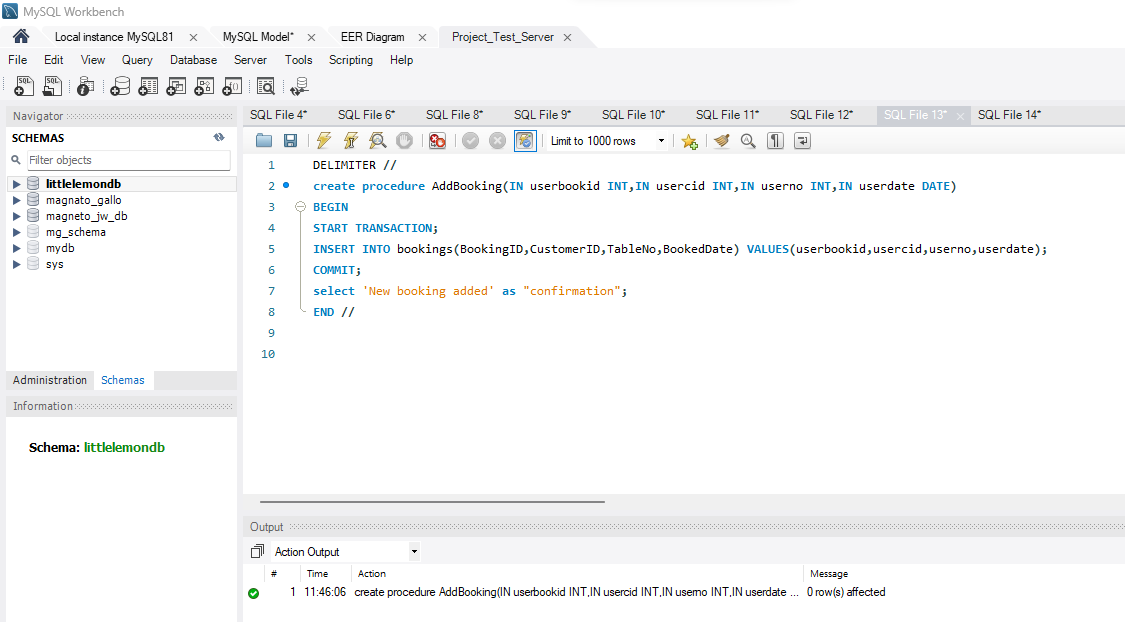 MySQL Workbench
Local instance MySQL81 MySQL Model* EER Diagram Project_Test_Server
File Edit View Query Database Server Tools Scripting Help
Navigator SQL File 4* SQL File 6* SQL File 8* SQL File 9* SQL File 10* SQL File 11* SQL File 12* SQL File 13* SQL File 14*
SCHEMAS
Limit to 1000 rows
Filter objects
littlelemondb
magnato_gallo
magneto_jw_db
mg_schema
mydb
sys
1 DELIMITER //
2 create procedure AddBooking(IN userbookid INT,IN usercid INT,IN userno INT,IN userdate DATE)
3 BEGIN
4 START TRANSACTION;
5 INSERT INTO bookings(BookingID,CustomerID,TableNo,BookedDate) VALUES(userbookid,usercid,userno,userdate);
6 COMMIT;
7 select 'New booking added' as "confirmation";
8 END //
9
10
Administration Schemas
Information
Schema: littlelemondb
Output
Action Output
# Time Action Message
1 11:46:06 create procedure AddBooking(IN userbookid INT,IN usercid INT,IN userno INT,IN userdate ... 0 row(s) affected